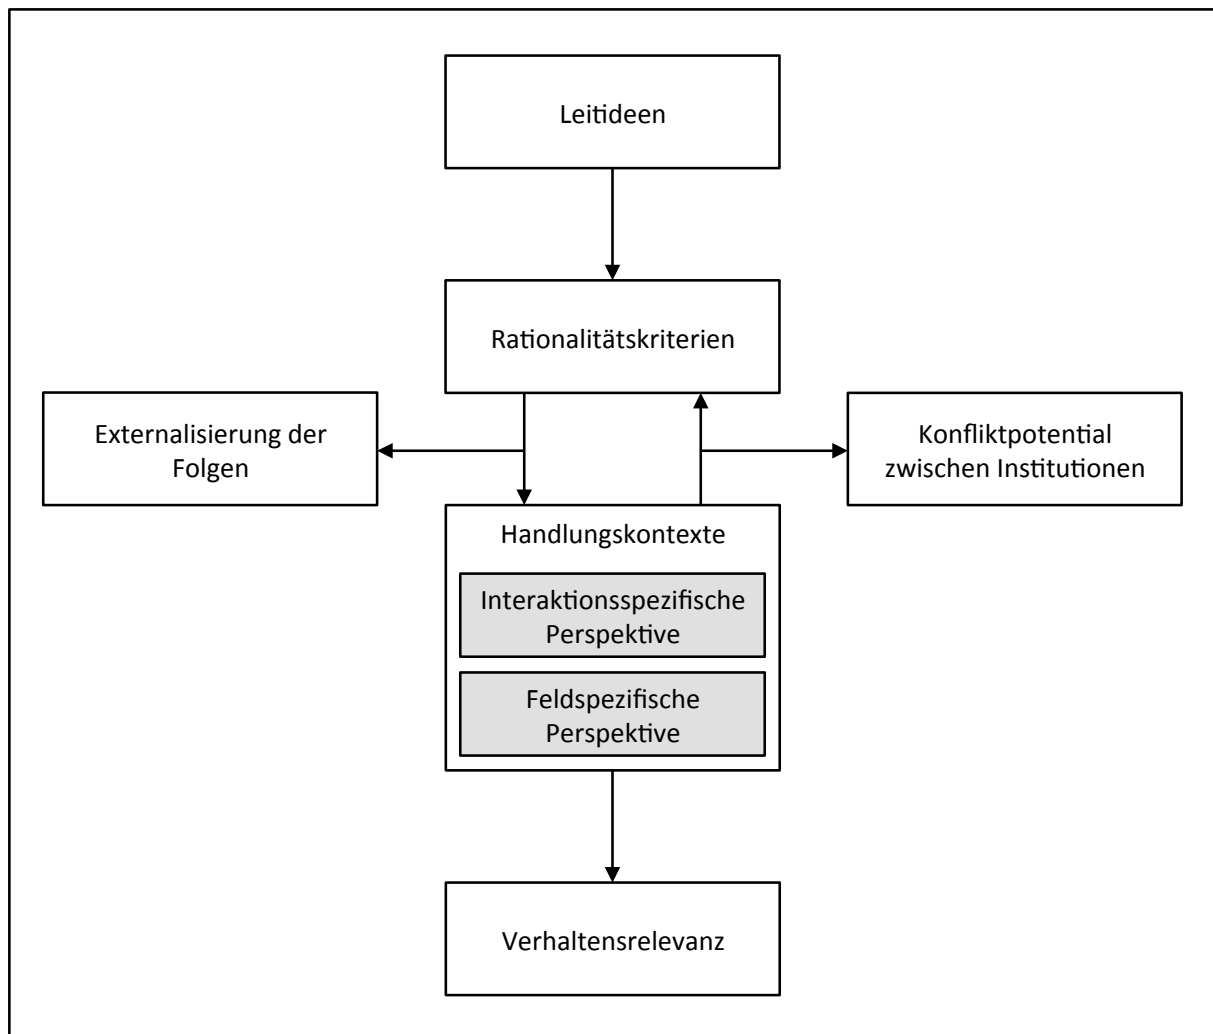 Leitideen
Rationalitätskriterien
Externalisierung der
Folgen
Konfliktpotential
zwischen Institutionen
Handlungskontexte
Interaktionsspezifische
Perspektive
Feldspezifische
Perspektive
Verhaltensrelevanz